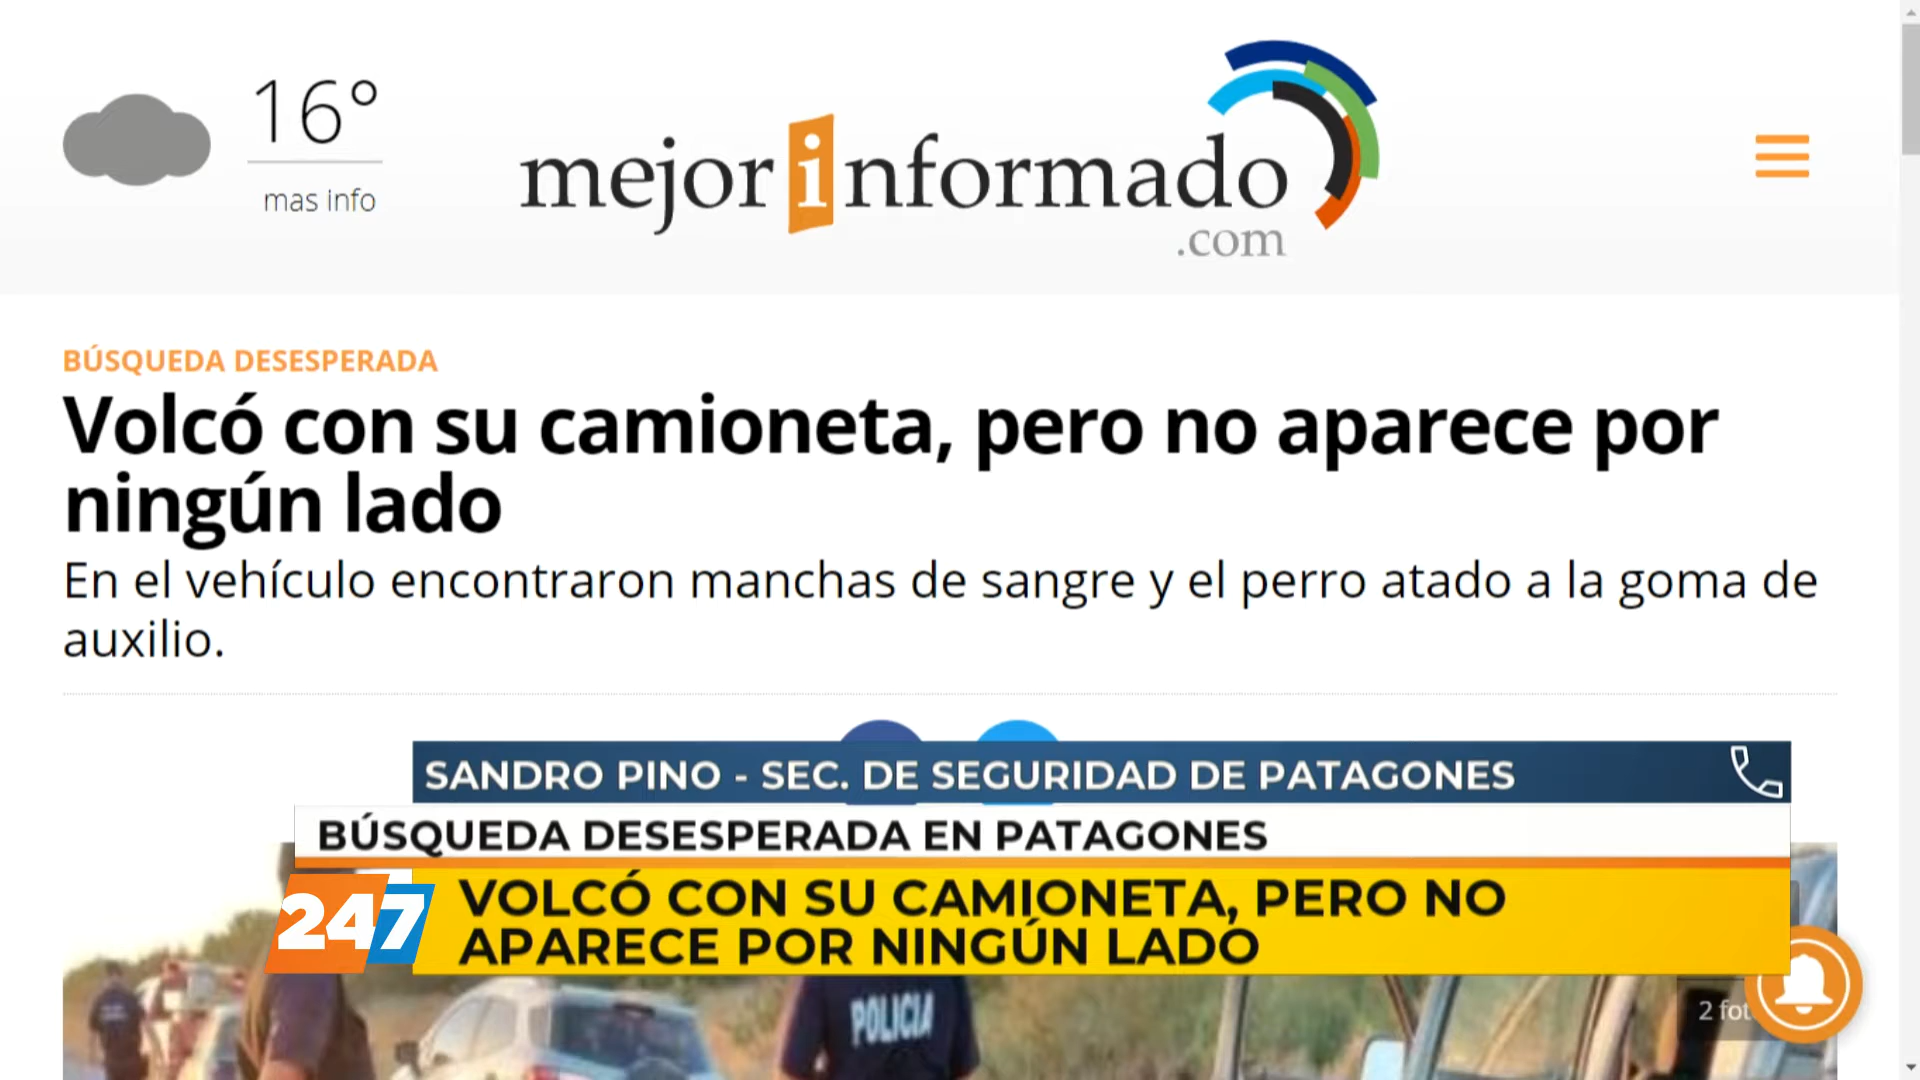 16°
mas info
mejorinformado
.com
BÚSQUEDA DESESPERADA
Volcó con su camioneta, pero no aparece por
ningún lado
En el vehículo encontraron manchas de sangre y el perro atado a la goma de
auxilio.
SANDRO PINO - SEC. DE SEGURIDAD DE PATAGONES
BÚSQUEDA DESESPERADA EN PATAGONES
247
VOLCÓ CON SU CAMIONETA, PERO NO
APARECE POR NINGÚN LADO
POLICIA
2 fot